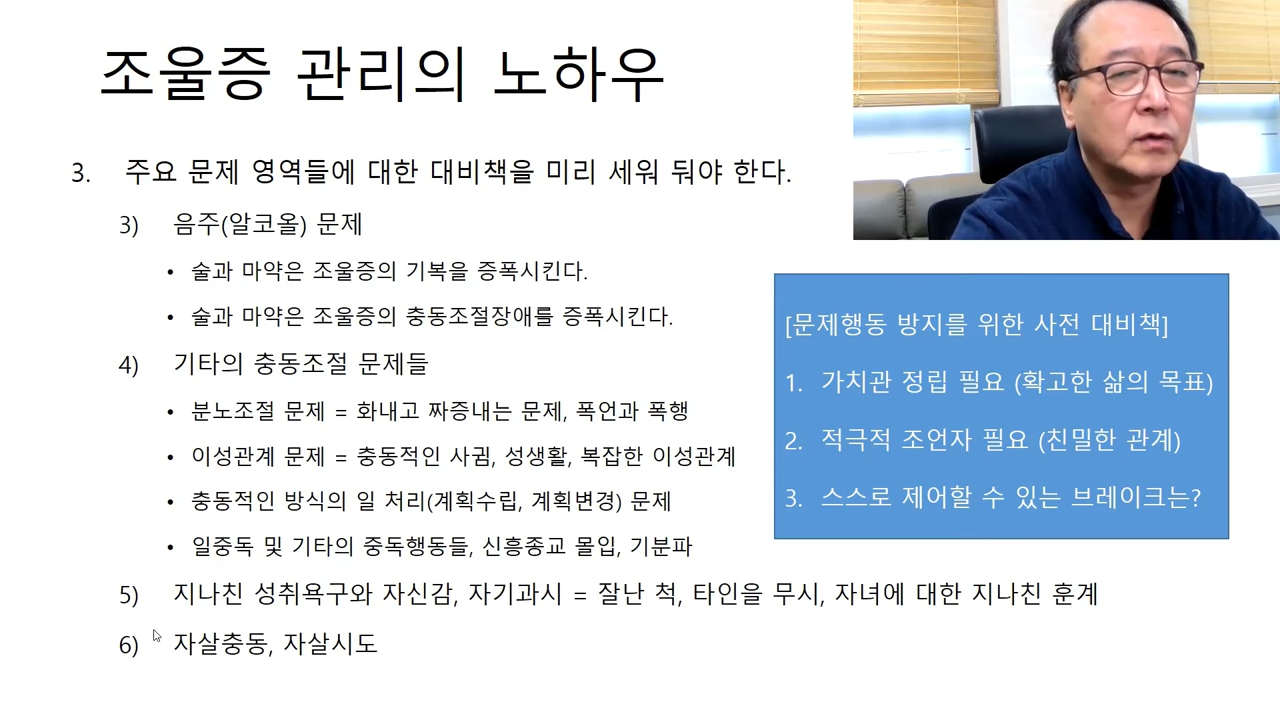 조울증 관리의 노하우
3. 주요 문제 영역들에 대한 대비책을 미리 세워 둬야 한다.
3) 음주(알코올) 문제
• 술과 마약은 조울증의 기복을 증폭시킨다.
• 술과 마약은 조울증의 충동조절장애를 증폭시킨다.
4) 기타의 충동조절 문제들
• 분노조절 문제 = 화내고 짜증내는 문제, 폭언과 폭행
• 이성관계 문제 = 충동적인 사귐, 성생활, 복잡한 이성관계
• 충동적인 방식의 일 처리(계획수립, 계획변경) 문제
• 일중독 및 기타의 중독행동들, 신흥종교 몰입, 기분파
5) 지나친 성취욕구와 자신감, 자기과시 = 잘난 척, 타인을 무시, 자녀에 대한 지나친 훈계
6) 자살충동, 자살시도
[문제행동 방지를 위한 사전 대비책]
1. 가치관 정립 필요 (확고한 삶의 목표)
2. 적극적 조언자 필요 (친밀한 관계)
3. 스스로 제어할 수 있는 브레이크는?